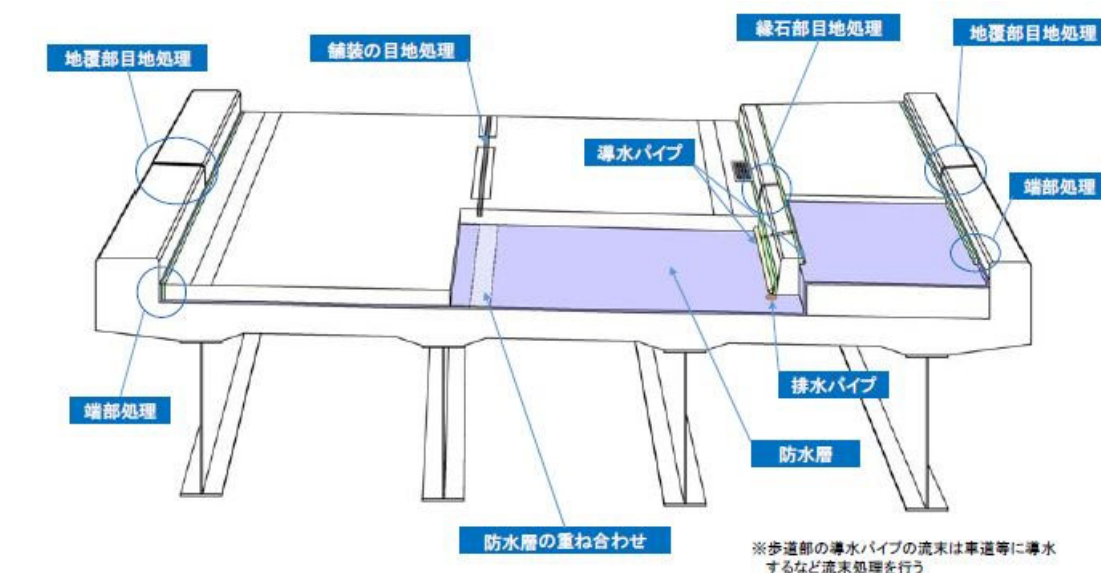 縁石部目地処理
地覆部目地処理
舗装の目地処理
地覆部目地処理
導水パイプ
端部処理
排水パイプ
端部処理
防水層
防水層の重ね合わせ
※歩道部の導水パイプの流末は車道等に導水
するなど流末処理を行う